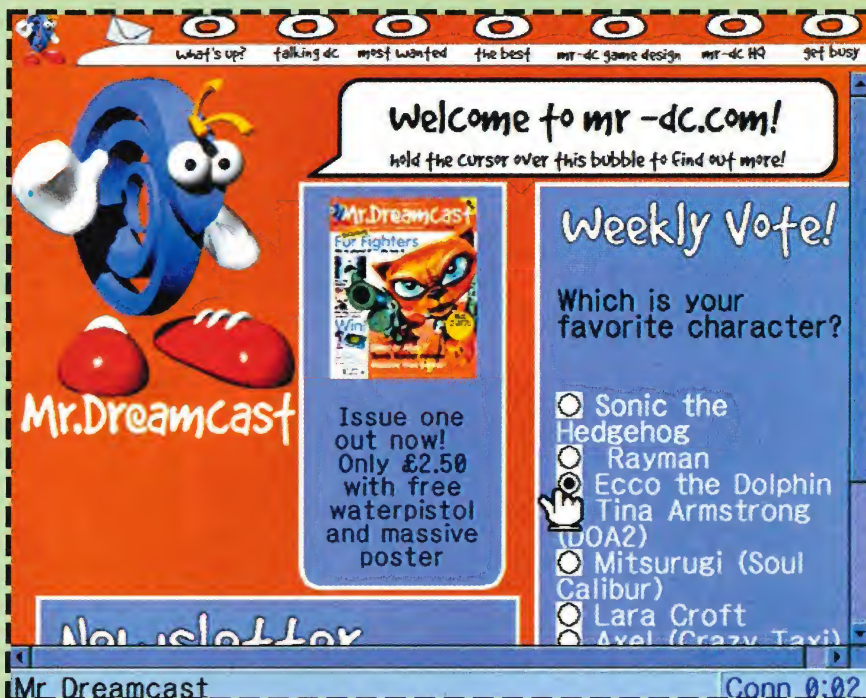 what's up? talking dc most wanted the best mr-dc game design mr-dc HQ get busy
Welcome to mr-dc.com!
hold the cursor over this bubble to find out more!
Mr.Dreamcast
Fur Fighters
Win!
Mr.Dreamcast
Issue one
out now!
Only £2.50
with free
waterpistol
and massive
poster
Weekly Vote!
Which is your
favorite character?
Sonic the
Hedgehog
Rayman
Ecco the Dolphin
Tina Armstrong
(DOA2)
Mitsurugi (Soul
Calibur)
Lara Croft
Axel (Crazy Taxi)
Newsletter
Mr Dreamcast
Conn 0:02